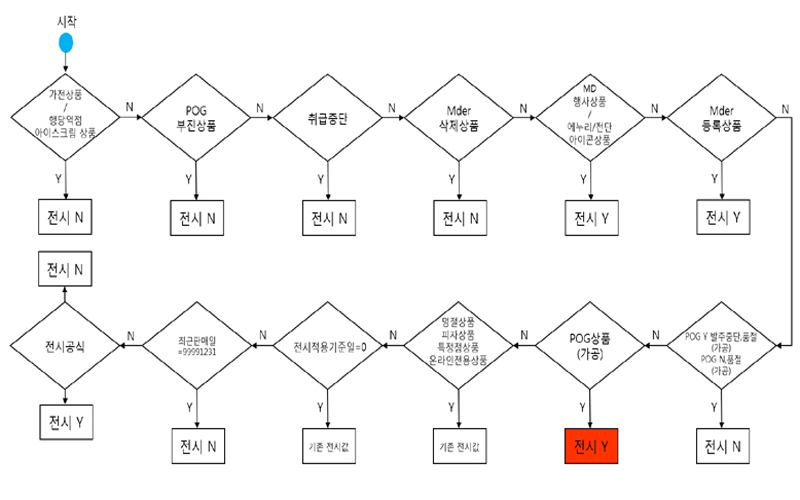 시작
가전상품
/
행당역점
아이스크림 상품
N
POG
부진상품
N
취급중단
N
Mder
삭제상품
N
MD
행사상품
/
에누리/전단
아이콘상품
N
Mder
등록상품
N
Y
Y
Y
Y
Y
Y
전시 N
전시 N
전시 N
전시 N
전시 Y
전시 Y
전시 N
전시공식
N
최근판매일
=99991231
N
전시적용기준일=0
N
명절상품
피자상품
특정점상품
온라인전용상품
N
POG상품
(가공)
N
POG Y 발주중단,품절
(가공)
POG N,품절
(가공)
Y
Y
Y
Y
Y
전시 Y
전시 N
기존 전시값
기존 전시값
전시 Y
전시 N